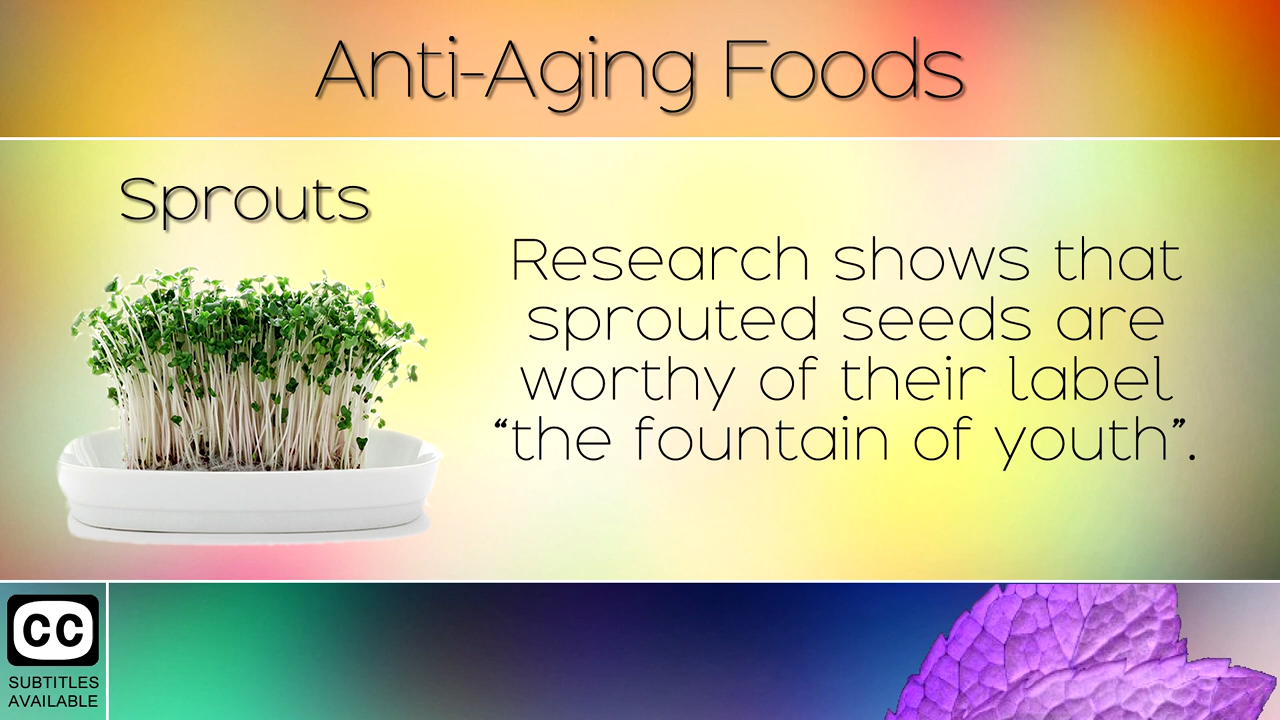 Anti-Aging Foods
Sprouts
Research shows that
sprouted seeds are
worthy of their label
“the fountain of youth”.
CC
SUBTITLES
AVAILABLE